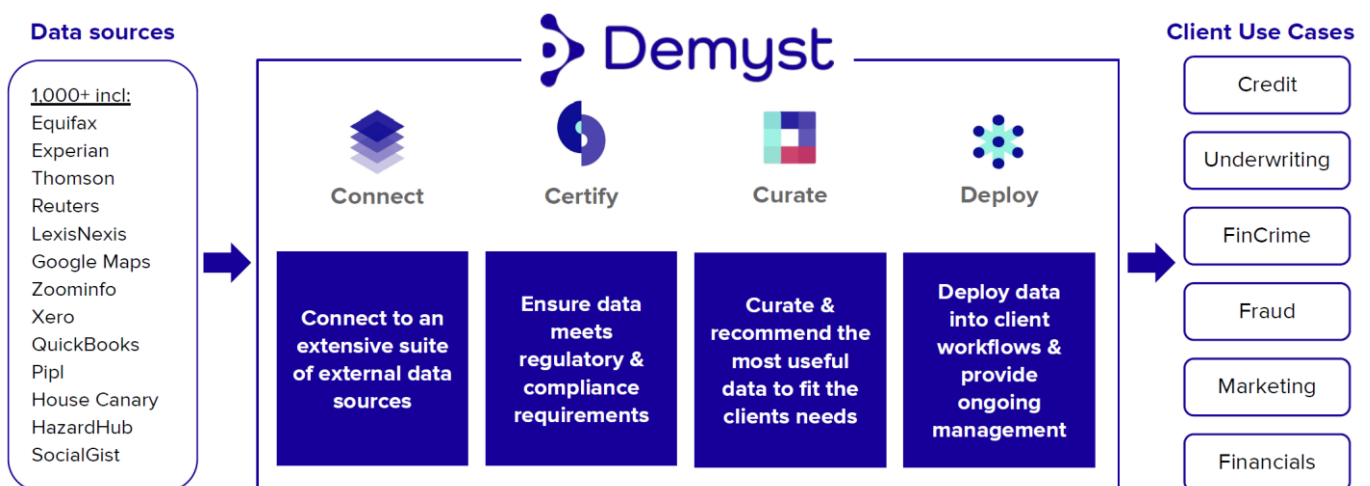 Data sources
1,000+ incl:
Equifax
Experian
Thomson
Reuters
LexisNexis
Google Maps
Zoominfo
Xero
QuickBooks
Pipl
House Canary
HazardHub
SocialGist
Demyst
Connect
Certify
Curate
Deploy
Connect to an
extensive suite
of external data
sources
Ensure data
meets
regulatory &
compliance
requirements
Curate &
recommend the
most useful
data to fit the
clients needs
Deploy data
into client
workflows &
provide
ongoing
management
Client Use Cases
Credit
Underwriting
FinCrime
Fraud
Marketing
Financials